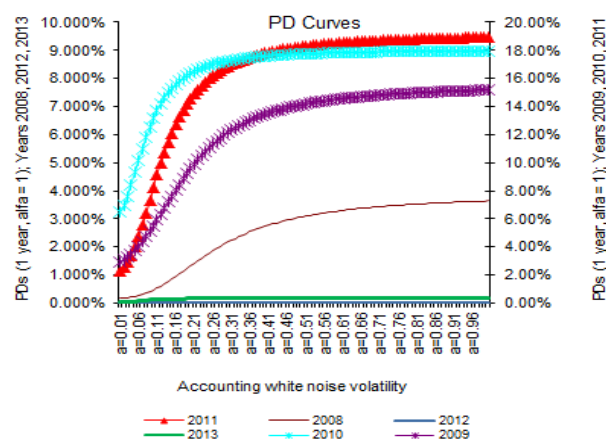 PD Curves
10.000%
9.000%
8.000%
7.000%
6.000%
5.000%
4.000%
3.000%
2.000%
1.000%
0.000%
20.00%
18.00%
16.00%
14.00%
12.00%
10.00%
8.00%
6.00%
4.00%
2.00%
0.00%
PDs (1 year, alfa = 1); Years 2008, 2012, 2013
PDs (1 year, alfa = 1); Years 2009, 2010, 2011
a=0.01
a=0.06
a=0.11
a=0.16
a=0.21
a=0.26
a=0.31
a=0.36
a=0.41
a=0.46
a=0.51
a=0.56
a=0.61
a=0.66
a=0.71
a=0.76
a=0.81
a=0.86
a=0.91
a=0.96
Accounting white noise volatility
2011 2008 2012
2013 2010 2009